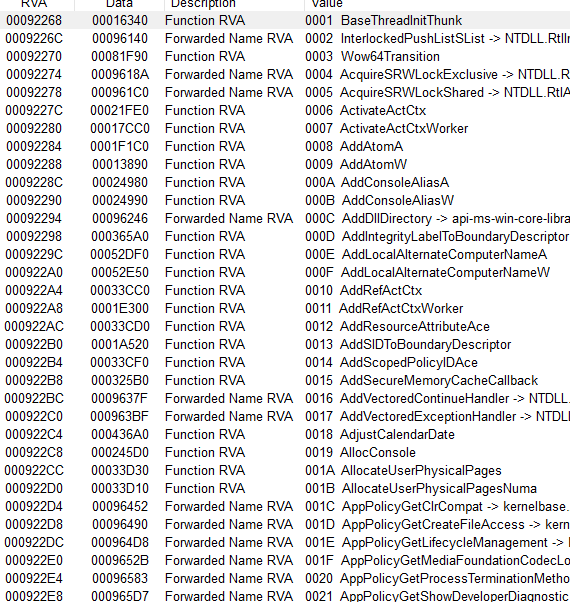 RVA Data Description Value
00092268 00016340 Function RVA 0001 BaseThreadInitThunk
0009226C 00096140 Forwarded Name RVA 0002 InterlockedPushListSList -> NTDLL.RtlIn
00092270 00081F90 Function RVA 0003 Wow64Transition
00092274 0009618A Forwarded Name RVA 0004 AcquireSRWLockExclusive -> NTDLL.R
00092278 000961C0 Forwarded Name RVA 0005 AcquireSRWLockShared -> NTDLL.RtlA
0009227C 00021FE0 Function RVA 0006 ActivateActCtx
00092280 00017CC0 Function RVA 0007 ActivateActCtxWorker
00092284 0001F1C0 Function RVA 0008 AddAtomA
00092288 00013890 Function RVA 0009 AddAtomW
0009228C 00024980 Function RVA 000A AddConsoleAliasA
00092290 00024990 Function RVA 000B AddConsoleAliasW
00092294 00096246 Forwarded Name RVA 000C AddDllDirectory -> api-ms-win-core-libra
00092298 000365A0 Function RVA 000D AddIntegrityLabelToBoundaryDescriptor
0009229C 00052DF0 Function RVA 000E AddLocalAlternateComputerNameA
000922A0 00052E50 Function RVA 000F AddLocalAlternateComputerNameW
000922A4 00033CC0 Function RVA 0010 AddRefActCtx
000922A8 0001E300 Function RVA 0011 AddRefActCtxWorker
000922AC 00033CD0 Function RVA 0012 AddResourceAttributeAce
000922B0 0001A520 Function RVA 0013 AddSIDToBoundaryDescriptor
000922B4 00033CF0 Function RVA 0014 AddScopedPolicyIDAce
000922B8 000325B0 Function RVA 0015 AddSecureMemoryCacheCallback
000922BC 0009637F Forwarded Name RVA 0016 AddVectoredContinueHandler -> NTDLL.
000922C0 000963BF Forwarded Name RVA 0017 AddVectoredExceptionHandler -> NTDLL
000922C4 000436A0 Function RVA 0018 AdjustCalendarDate
000922C8 000245D0 Function RVA 0019 AllocConsole
000922CC 00033D30 Function RVA 001A AllocateUserPhysicalPages
000922D0 00033D10 Function RVA 001B AllocateUserPhysicalPagesNuma
000922D4 00096452 Forwarded Name RVA 001C AppPolicyGetClrCompat -> kernelbase.
000922D8 00096490 Forwarded Name RVA 001D AppPolicyGetCreateFileAccess -> kern
000922DC 000964D8 Forwarded Name RVA 001E AppPolicyGetLifecycleManagement -> k
000922E0 0009652B Forwarded Name RVA 001F AppPolicyGetMediaFoundationCodecLo
000922E4 00096583 Forwarded Name RVA 0020 AppPolicyGetProcessTerminationMetho
000922E8 000965D7 Forwarded Name RVA 0021 AppPolicyGetShowDeveloperDiagnostic